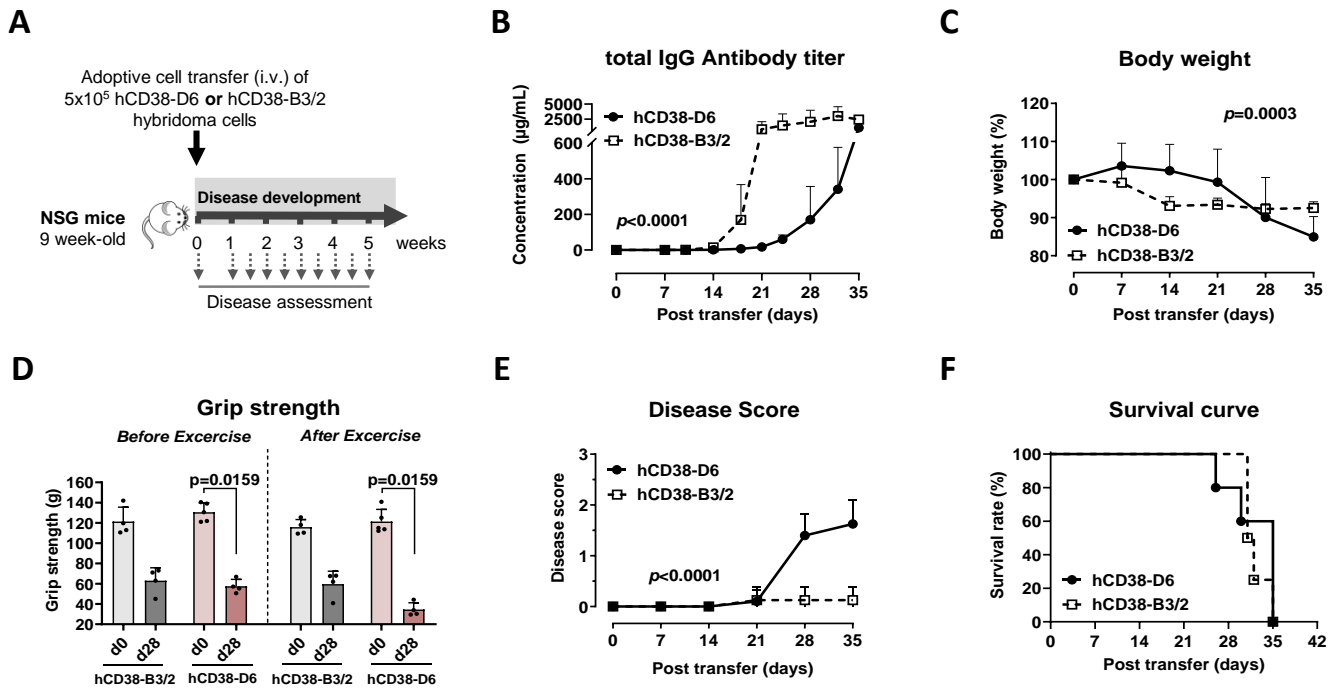 A
Adoptive cell transfer (i.v.) of
5x10⁵ hCD38-D6 or hCD38-B3/2
hybridoma cells
Disease development
NSG mice
9 week-old
0 1 2 3 4 5 weeks
Disease assessment
B
total IgG Antibody titer
Concentration (µg/mL)
5000
2500
600
400
200
0
hCD38-D6
hCD38-B3/2
p<0.0001
0 7 14 21 28 35
Post transfer (days)
C
Body weight
Body weight (%)
120
110
100
90
80
p=0.0003
hCD38-D6
hCD38-B3/2
0 7 14 21 28 35
Post transfer (days)
D
Grip strength
Before Excercise After Excercise
Grip strength (g)
160
140
120
100
80
60
40
20
p=0.0159 p=0.0159
d0 d28 d0 d28 d0 d28 d0 d28
hCD38-B3/2 hCD38-D6 hCD38-B3/2 hCD38-D6
E
Disease Score
Disease score
3
2
1
0
hCD38-D6
hCD38-B3/2
p<0.0001
0 7 14 21 28 35
Post transfer (days)
F
Survival curve
Survival rate (%)
100
80
60
40
20
0
hCD38-D6
hCD38-B3/2
0 7 14 21 28 35 42
Post transfer (days)